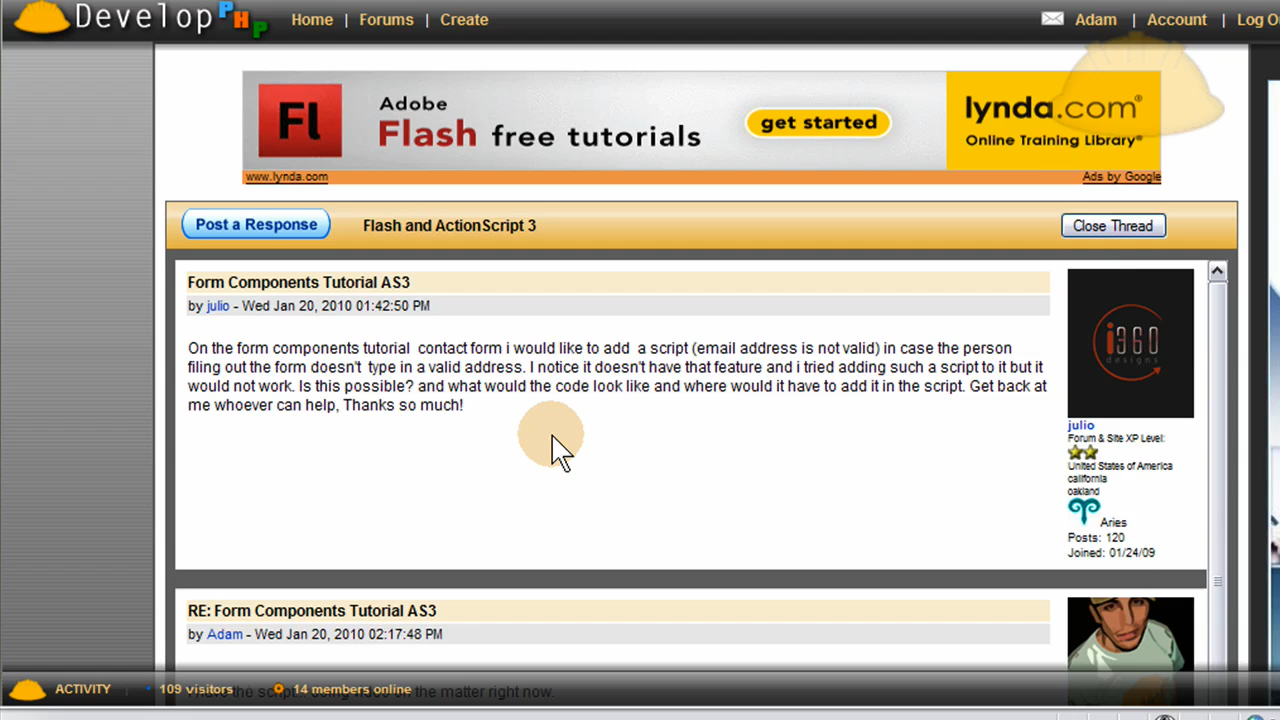 Develop PHP
Home | Forums | Create
Adam | Account | Log O
Fl
Adobe
Flash free tutorials
get started
lynda.com®
Online Training Library®
www.lynda.com
Ads by Google
Post a Response
Flash and ActionScript 3
Close Thread
Form Components Tutorial AS3
by julio - Wed Jan 20, 2010 01:42:50 PM
On the form components tutorial contact form i would like to add a script (email address is not valid) in case the person
filling out the form doesn't type in a valid address. I notice it doesn't have that feature and i tried adding such a script to it but it
would not work. Is this possible? and what would the code look like and where would it have to add it in the script. Get back at
me whoever can help, Thanks so much!
i360
designs
julio
Forum & Site XP Level:
United States of America
california
oakland
Aries
Posts: 120
Joined: 01/24/09
RE: Form Components Tutorial AS3
by Adam - Wed Jan 20, 2010 02:17:48 PM
the matter right now.
ACTIVITY
109 visitors
14 members online